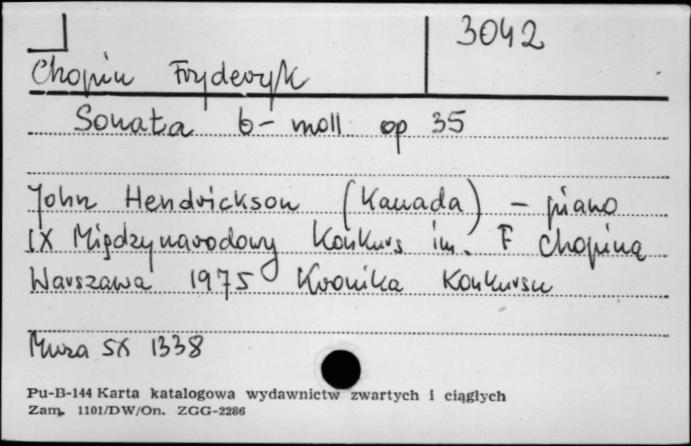 3042
Chopin Fryderyk
Sonata b-moll op 35
John Hendrickson (Kanada) - piano
IX Międzynarodowy Konkurs im. F Chopina
Warszawa 1975 Kronika Konkursu
Muza SX 1338
Pu-B-144 Karta katalogowa wydawnictw zwartych i ciągłych
Zam. 1101/DW/On. ZGG-2286